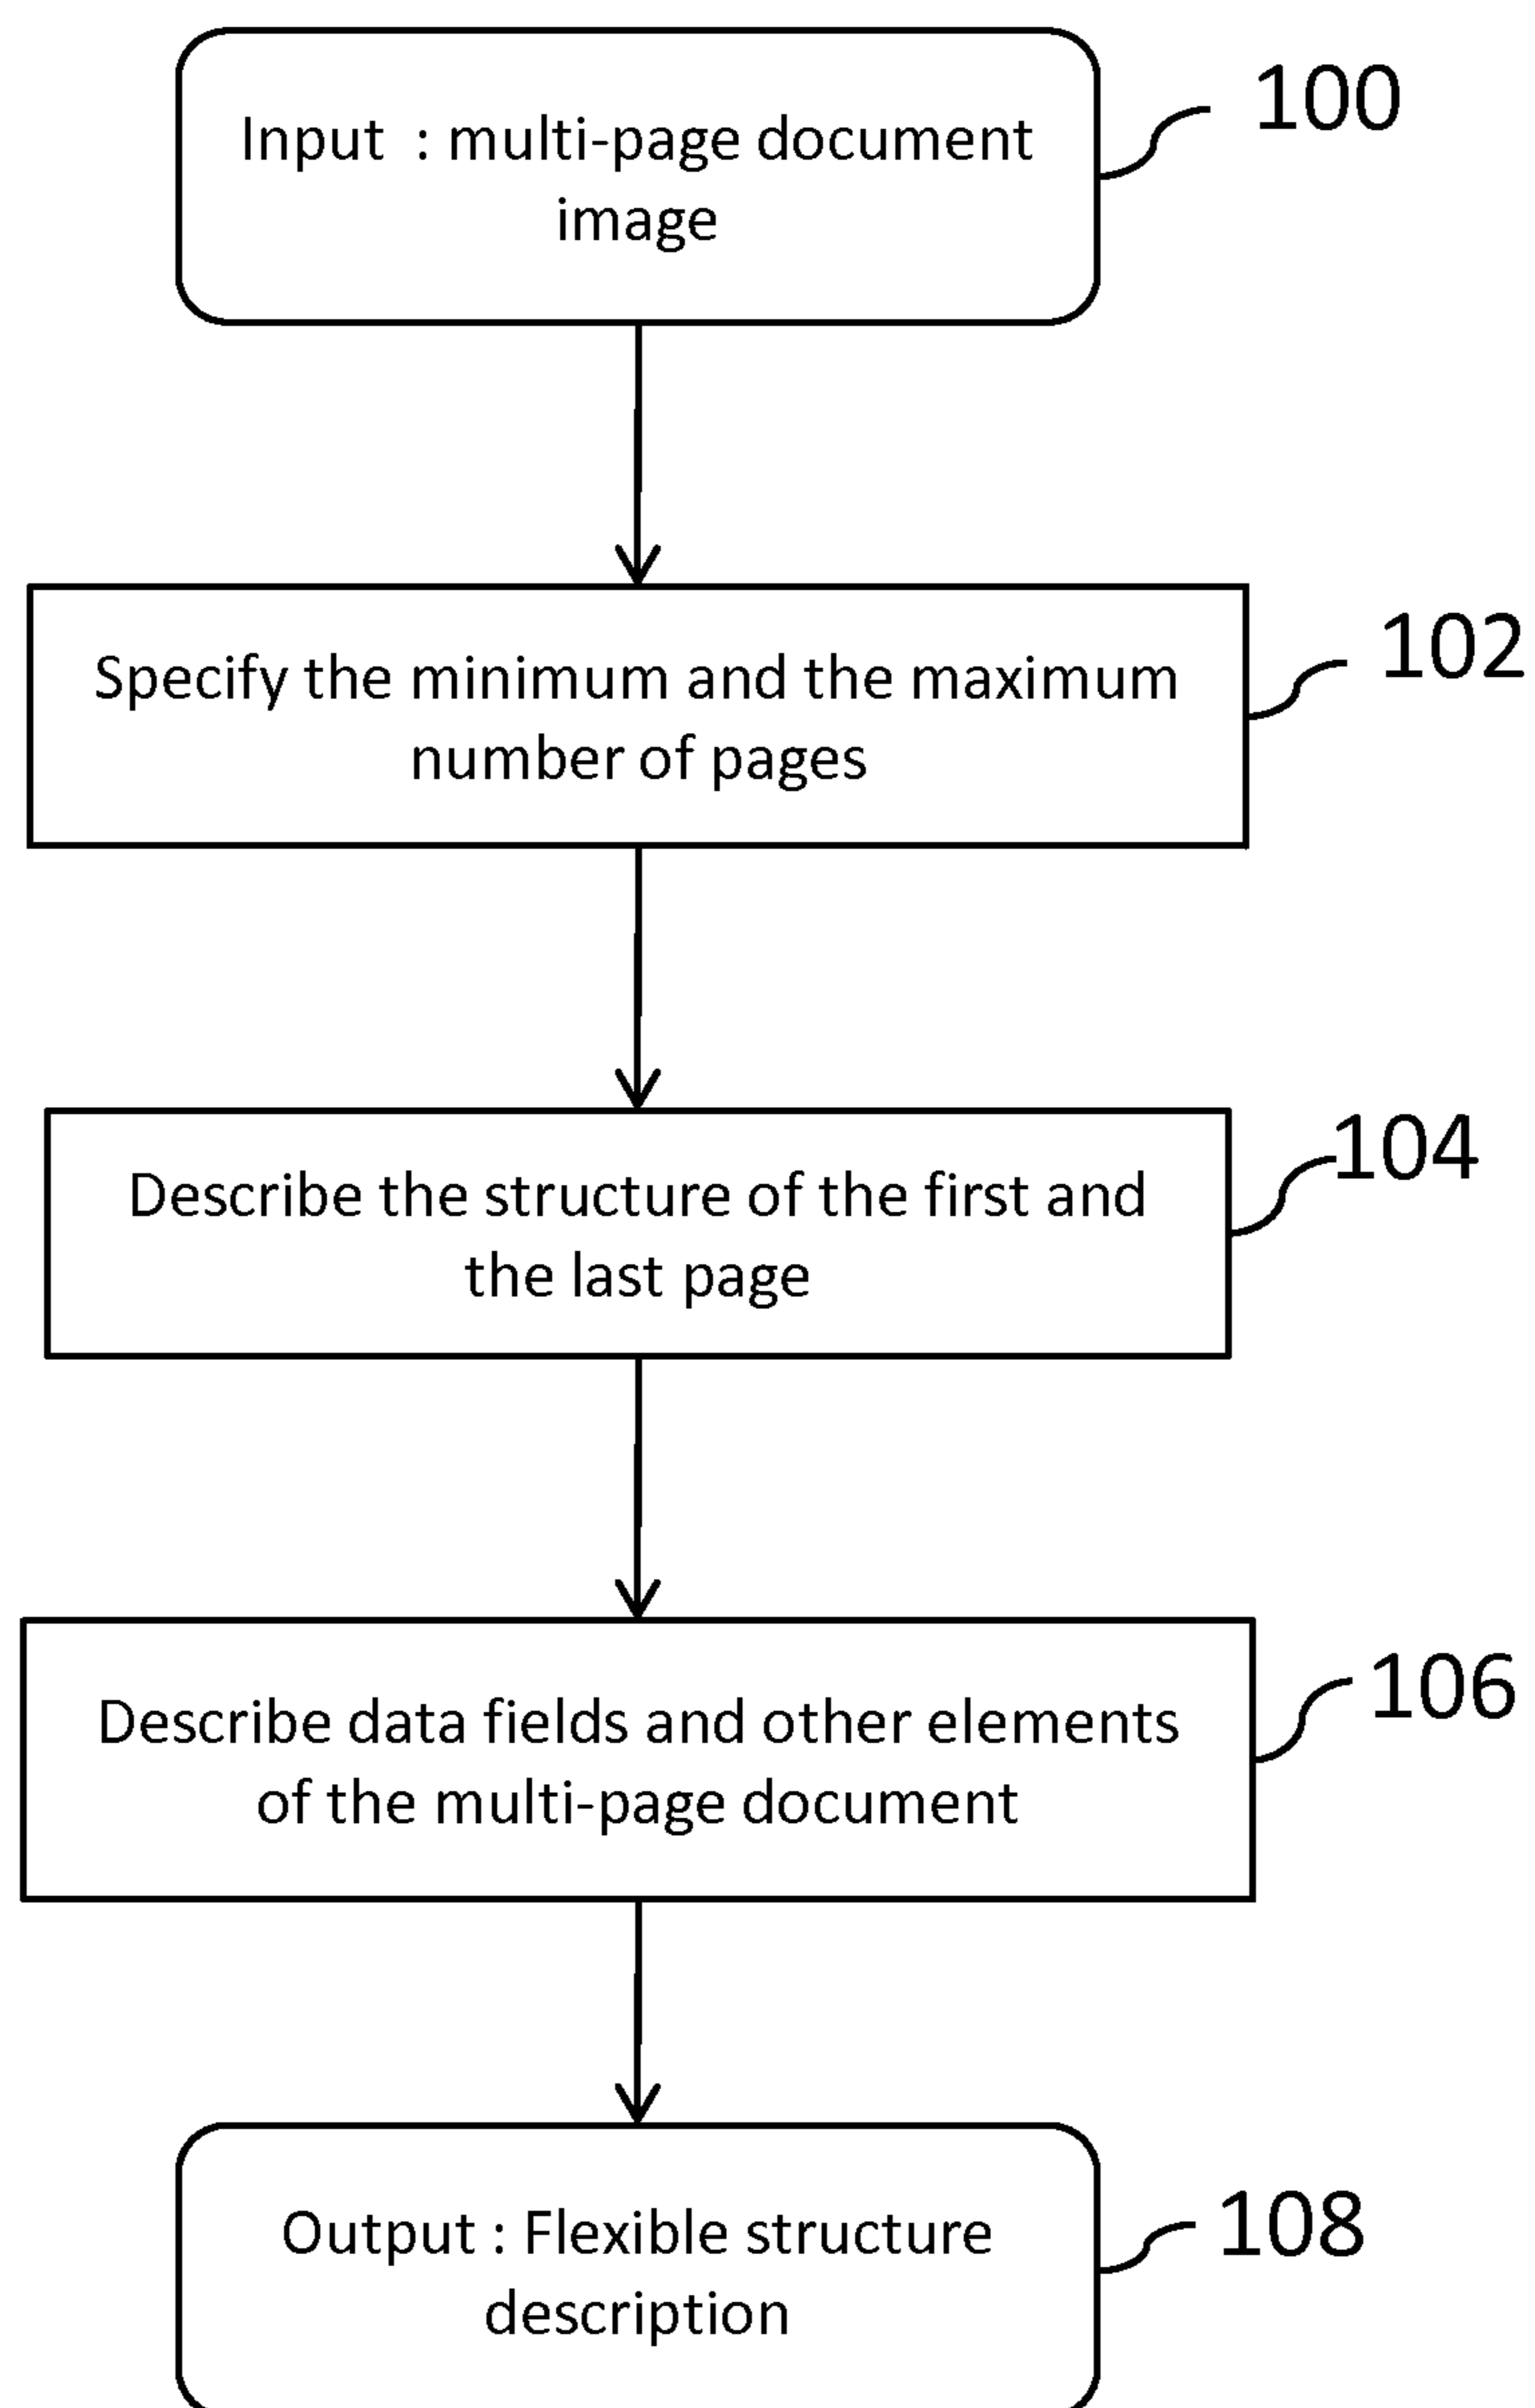 Input : multi-page document
image
100
Specify the minimum and the maximum
number of pages
102
Describe the structure of the first and
the last page
104
Describe data fields and other elements
of the multi-page document
106
Output : Flexible structure
description
108